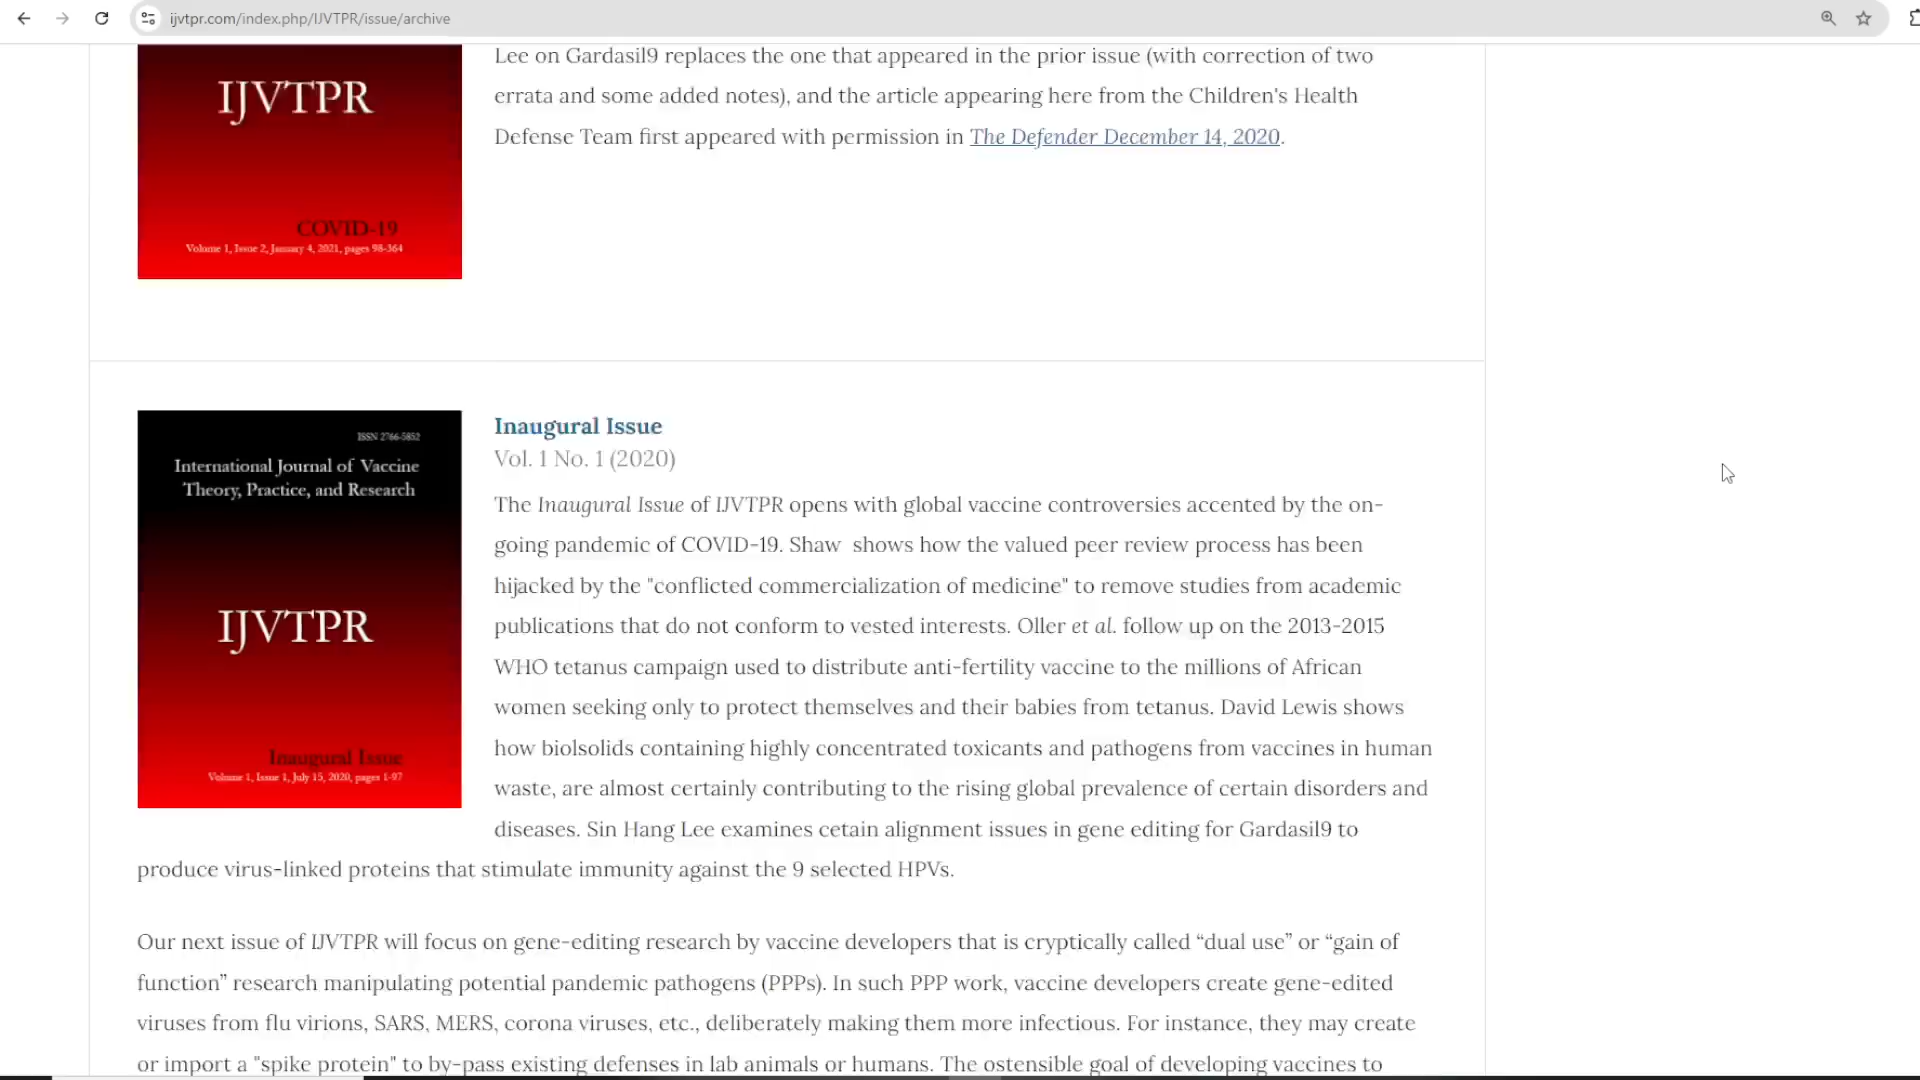 ijvtpr.com/index.php/IJVTPR/issue/archive
Lee on Gardasil9 replaces the one that appeared in the prior issue (with correction of two
errata and some added notes), and the article appearing here from the Children's Health
Defense Team first appeared with permission in The Defender December 14, 2020.
IJVTPR
COVID-19
Volume 1, Issue 2, January 4, 2021, pages 98-364
ISSN 2766-5852
International Journal of Vaccine
Theory, Practice, and Research
IJVTPR
Inaugural Issue
Volume 1, Issue 1, July 15, 2020, pages 1-97
Inaugural Issue
Vol. 1 No. 1 (2020)
The Inaugural Issue of IJVTPR opens with global vaccine controversies accented by the on-
going pandemic of COVID-19. Shaw  shows how the valued peer review process has been
hijacked by the "conflicted commercialization of medicine" to remove studies from academic
publications that do not conform to vested interests. Oller et al. follow up on the 2013-2015
WHO tetanus campaign used to distribute anti-fertility vaccine to the millions of African
women seeking only to protect themselves and their babies from tetanus. David Lewis shows
how biolsolids containing highly concentrated toxicants and pathogens from vaccines in human
waste, are almost certainly contributing to the rising global prevalence of certain disorders and
diseases. Sin Hang Lee examines cetain alignment issues in gene editing for Gardasil9 to
produce virus-linked proteins that stimulate immunity against the 9 selected HPVs.
Our next issue of IJVTPR will focus on gene-editing research by vaccine developers that is cryptically called “dual use” or “gain of
function” research manipulating potential pandemic pathogens (PPPs). In such PPP work, vaccine developers create gene-edited
viruses from flu virions, SARS, MERS, corona viruses, etc., deliberately making them more infectious. For instance, they may create
or import a "spike protein" to by-pass existing defenses in lab animals or humans. The ostensible goal of developing vaccines to